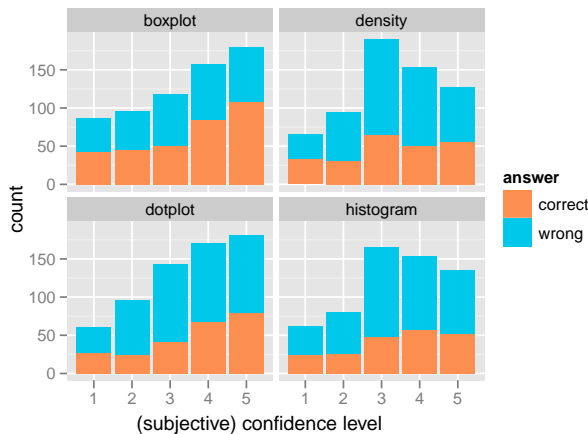 boxplot
density
150
100
50
0
dotplot
histogram
150
100
50
0
1 2 3 4 5
1 2 3 4 5
count
(subjective) confidence level
answer
correct
wrong